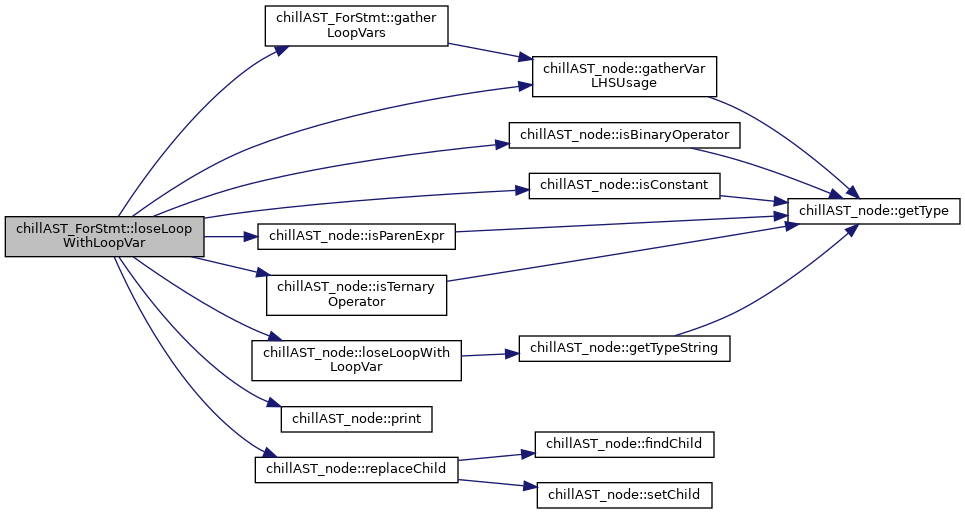 chillAST_ForStmt::gather
LoopVars
chillAST_node::gatherVar
LHSUsage
chillAST_node::isBinaryOperator
chillAST_node::isConstant
chillAST_node::getType
chillAST_ForStmt::loseLoop
WithLoopVar
chillAST_node::isParenExpr
chillAST_node::isTernary
Operator
chillAST_node::loseLoopWith
LoopVar
chillAST_node::getTypeString
chillAST_node::print
chillAST_node::findChild
chillAST_node::replaceChild
chillAST_node::setChild